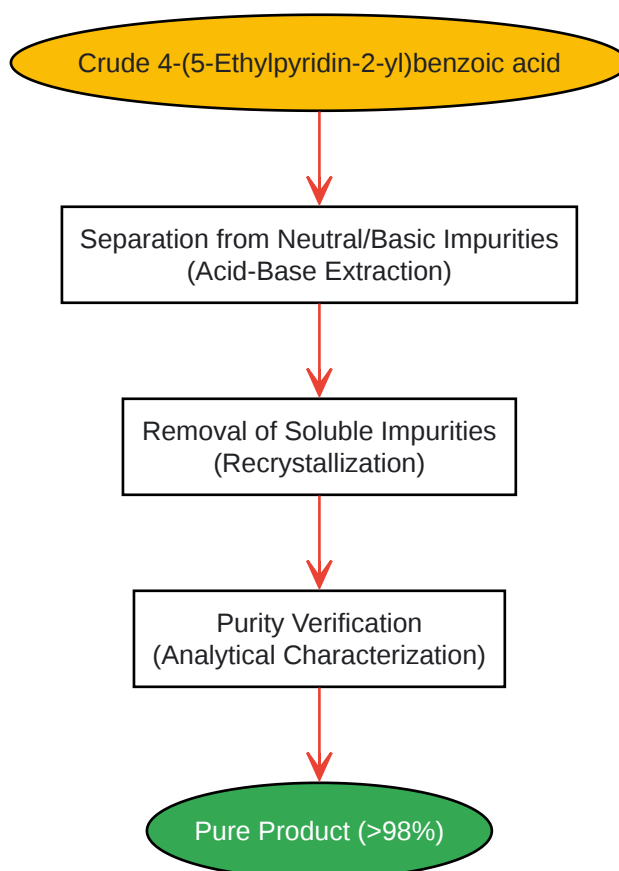 Crude 4-(5-Ethylpyridin-2-yl)benzoic acid
Separation from Neutral/Basic Impurities
(Acid-Base Extraction)
Removal of Soluble Impurities
(Recrystallization)
Purity Verification
(Analytical Characterization)
Pure Product (>98%)